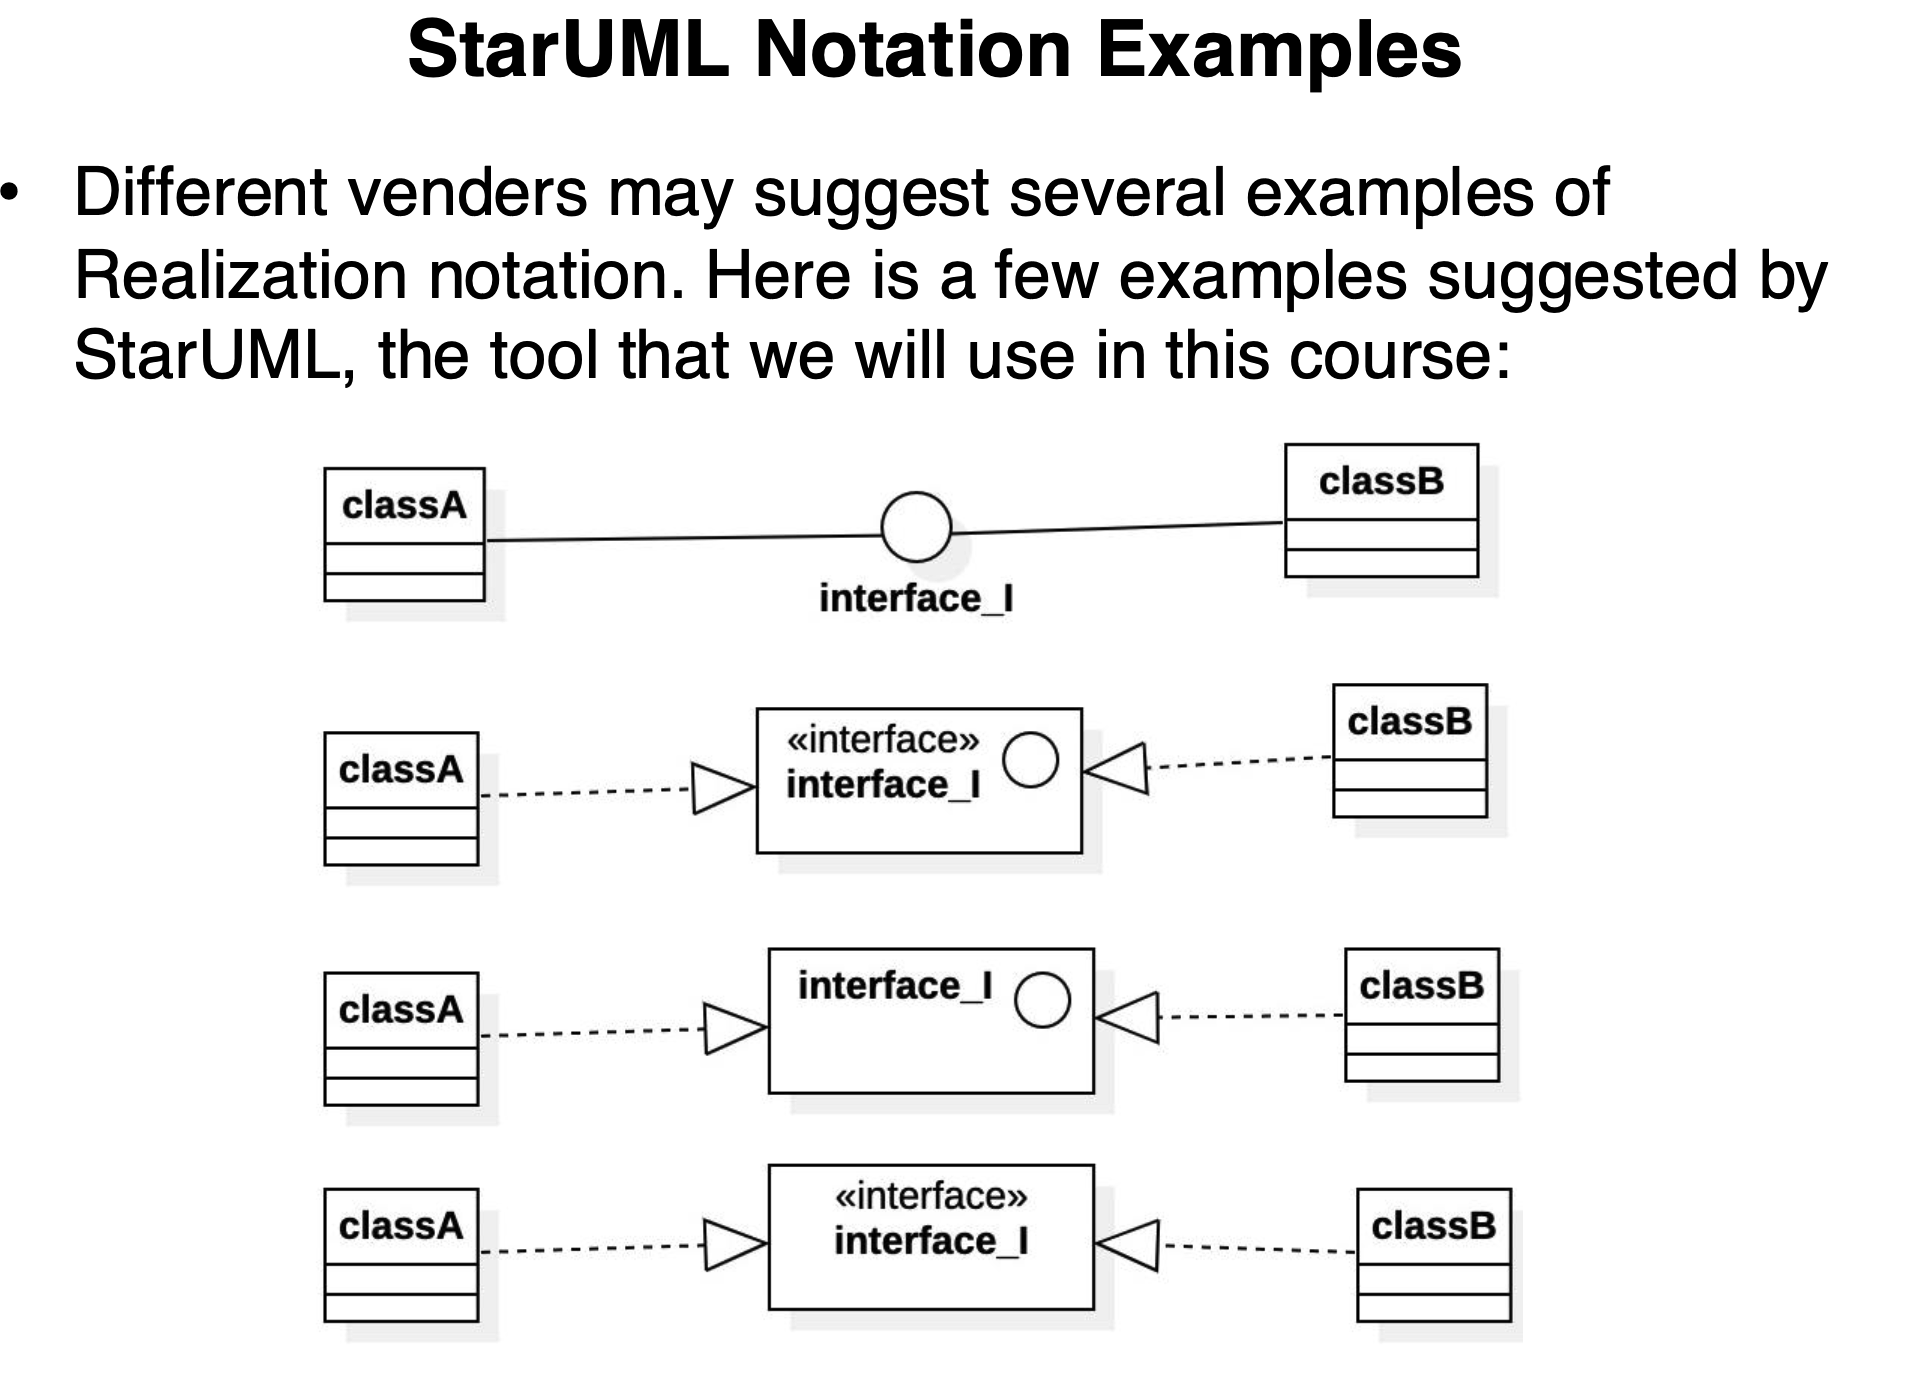 StarUML Notation Examples
• Different venders may suggest several examples of
Realization notation. Here is a few examples suggested by
StarUML, the tool that we will use in this course:
classA
classB
interface_I
classA
«interface»
interface_I
classB
classA
interface_I
classB
classA
«interface»
interface_I
classB